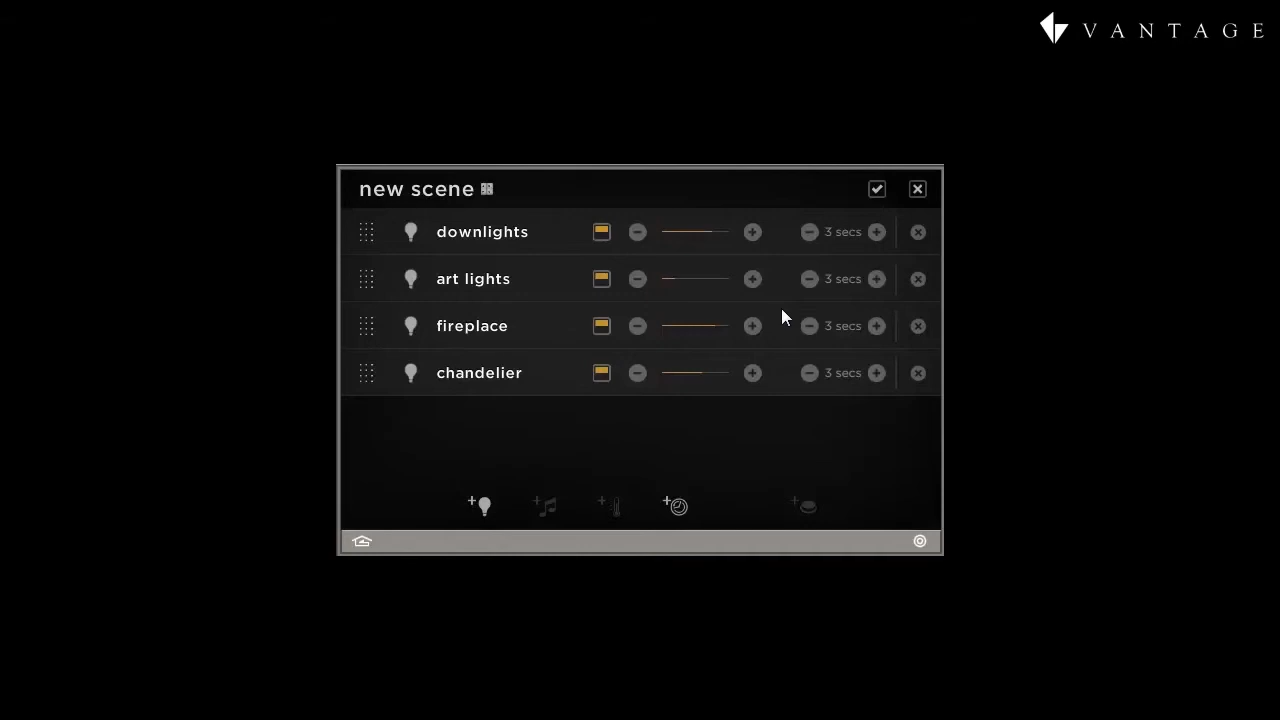 VANTAGE
new scene
downlights 3 secs
art lights 3 secs
fireplace 3 secs
chandelier 3 secs